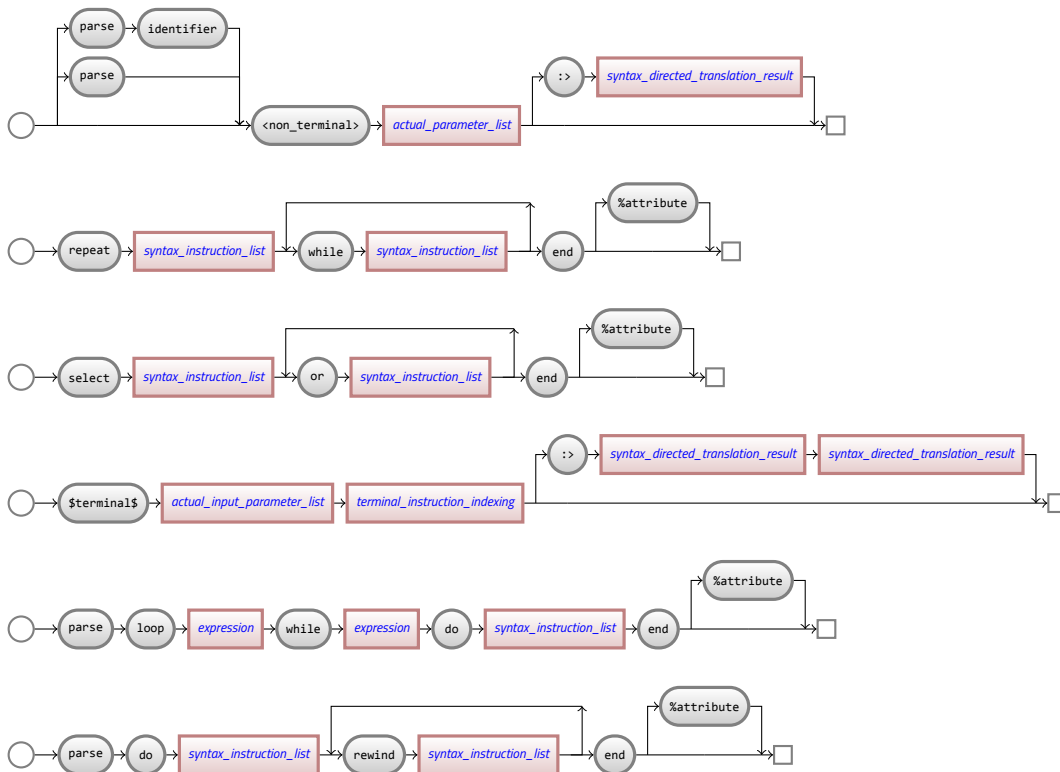 parse identifier
parse
:> syntax_directed_translation_result
<non_terminal> actual_parameter_list
%attribute
repeat syntax_instruction_list while syntax_instruction_list end
%attribute
select syntax_instruction_list or syntax_instruction_list end
:> syntax_directed_translation_result syntax_directed_translation_result
$terminal$ actual_input_parameter_list terminal_instruction_indexing
%attribute
parse loop expression while expression do syntax_instruction_list end
%attribute
parse do syntax_instruction_list rewind syntax_instruction_list end